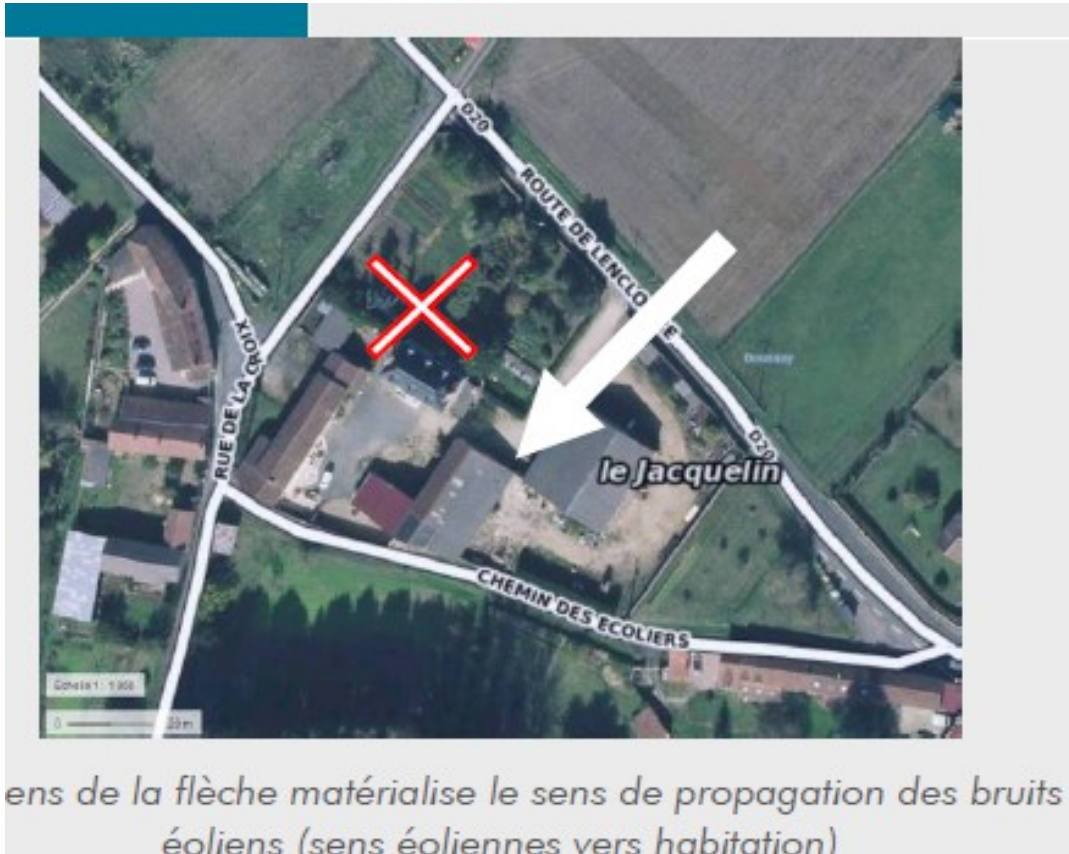 D20
ROUTE DE LENCLO
E
RUE DE LA CROIX
le Jacquelin
D20
CHEMIN DES ECOLIERS
ens de la flèche matérialise le sens de propagation des bruits
éoliens (sens éoliennes vers habitation)